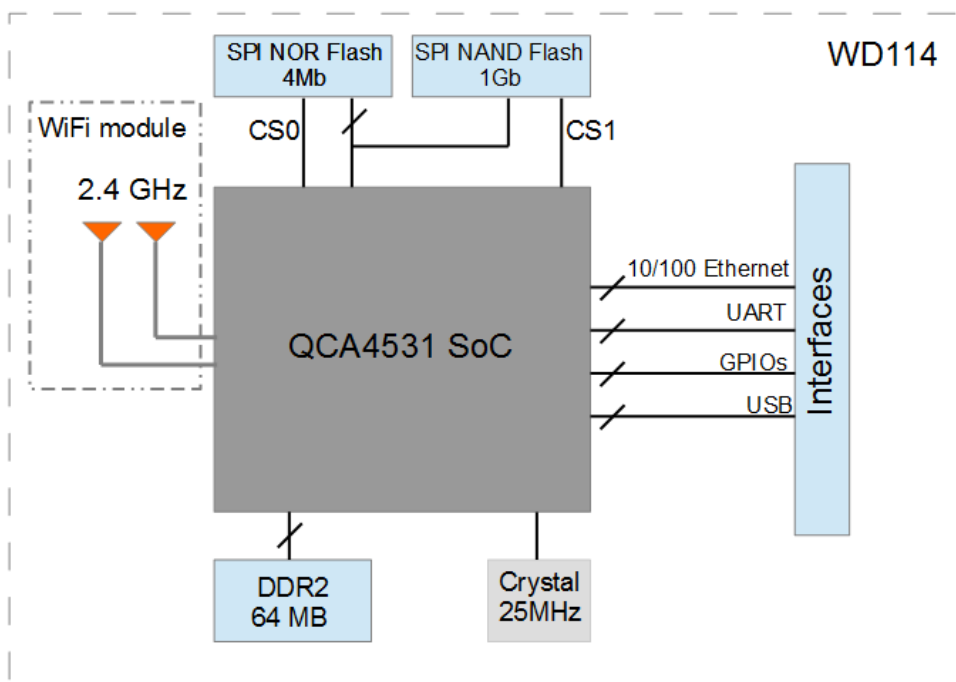 SPI NOR Flash
4Mb
SPI NAND Flash
1Gb
WD114
CS0
CS1
WiFi module
2.4 GHz
10/100 Ethernet
UART
GPIOs
USB
Interfaces
QCA4531 SoC
DDR2
64 MB
Crystal
25MHz